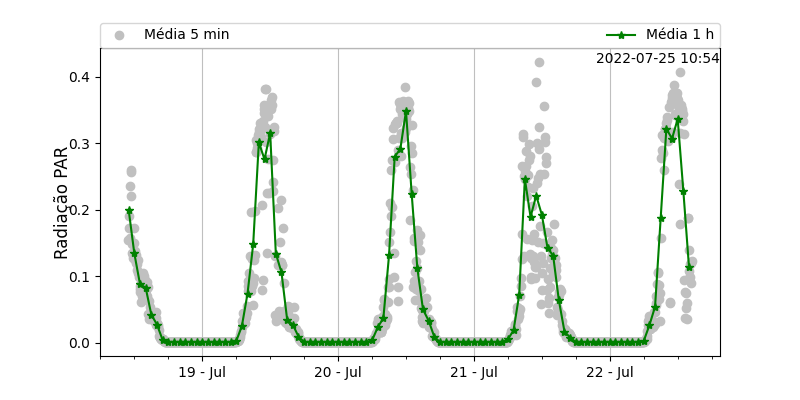 Média 5 min
Média 1 h
2022-07-25 10:54
0.4
0.3
0.2
0.1
0.0
Radiação PAR
19 - Jul
20 - Jul
21 - Jul
22 - Jul